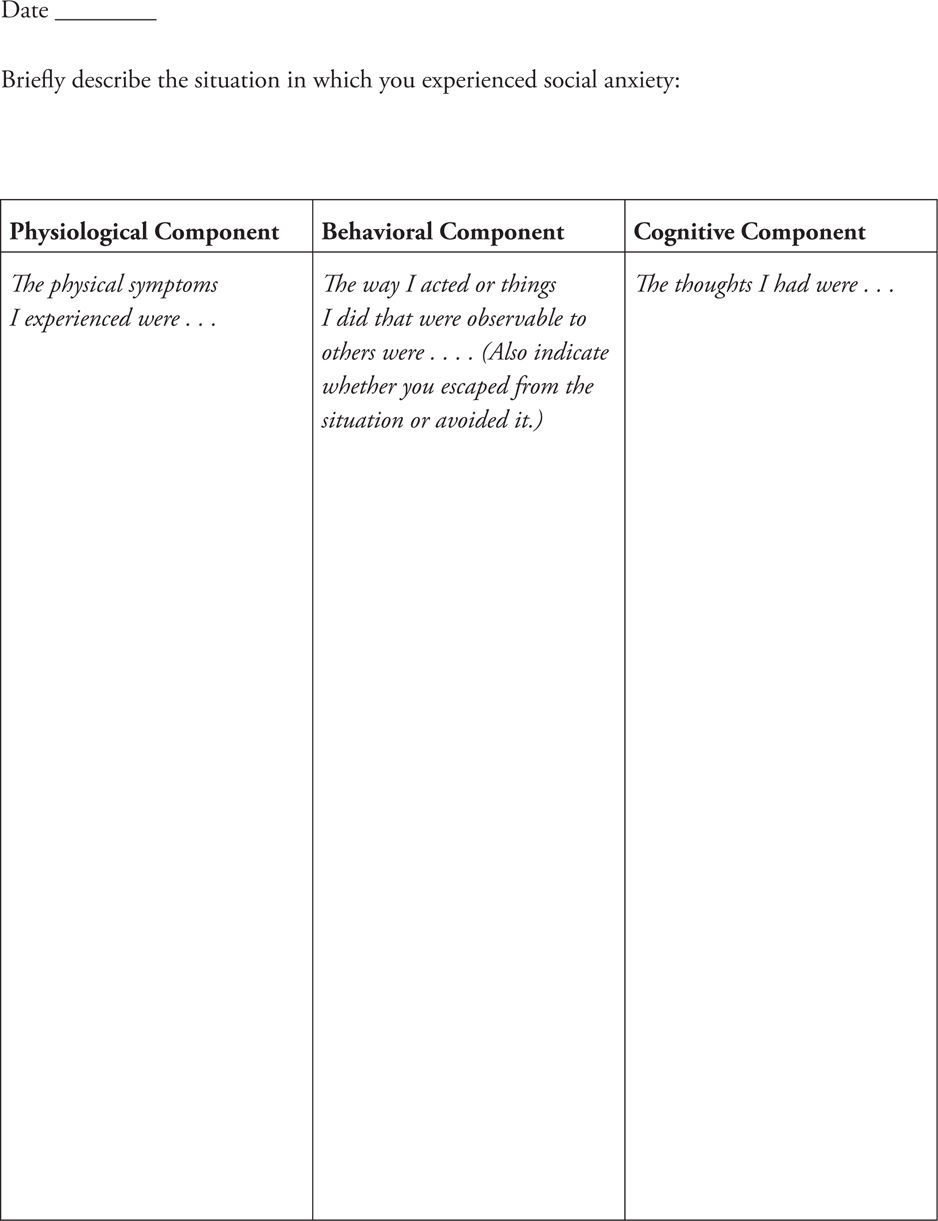 Date ________
Briefly describe the situation in which you experienced social anxiety:
Physiological Component
Behavioral Component
Cognitive Component
The physical symptoms
I experienced were . . .
The way I acted or things
I did that were observable to
others were . . . . (Also indicate
whether you escaped from the
situation or avoided it.)
The thoughts I had were . . .